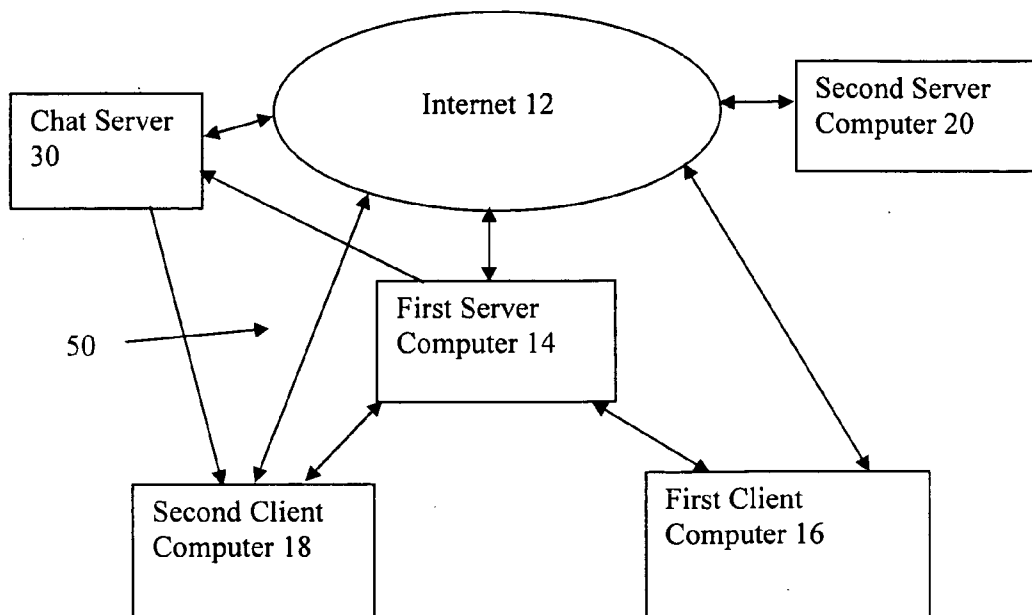 Internet 12
Second Server
Computer 20
Chat Server
30
First Server
Computer 14
50
Second Client
Computer 18
First Client
Computer 16